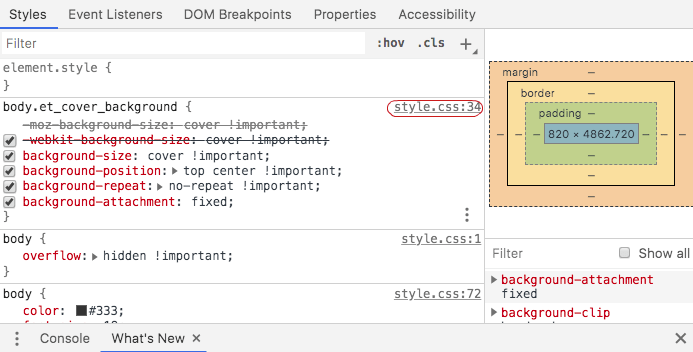 Styles Event Listeners DOM Breakpoints Properties Accessibility
Filter :hov .cls +
element.style {
}
body.et_cover_background { style.css:34
-moz-background-size: cover !important;
-webkit-background-size: cover !important;
background-size: cover !important;
background-position: top center !important;
background-repeat: no-repeat !important;
background-attachment: fixed;
}
body { style.css:1
overflow: hidden !important;
}
body { style.css:72
color: #333;
margin –
border –
padding –
– – – 820 × 4862.720 – – –
–
–
–
Filter Show all
background-attachment
fixed
background-clip
Console What's New ×